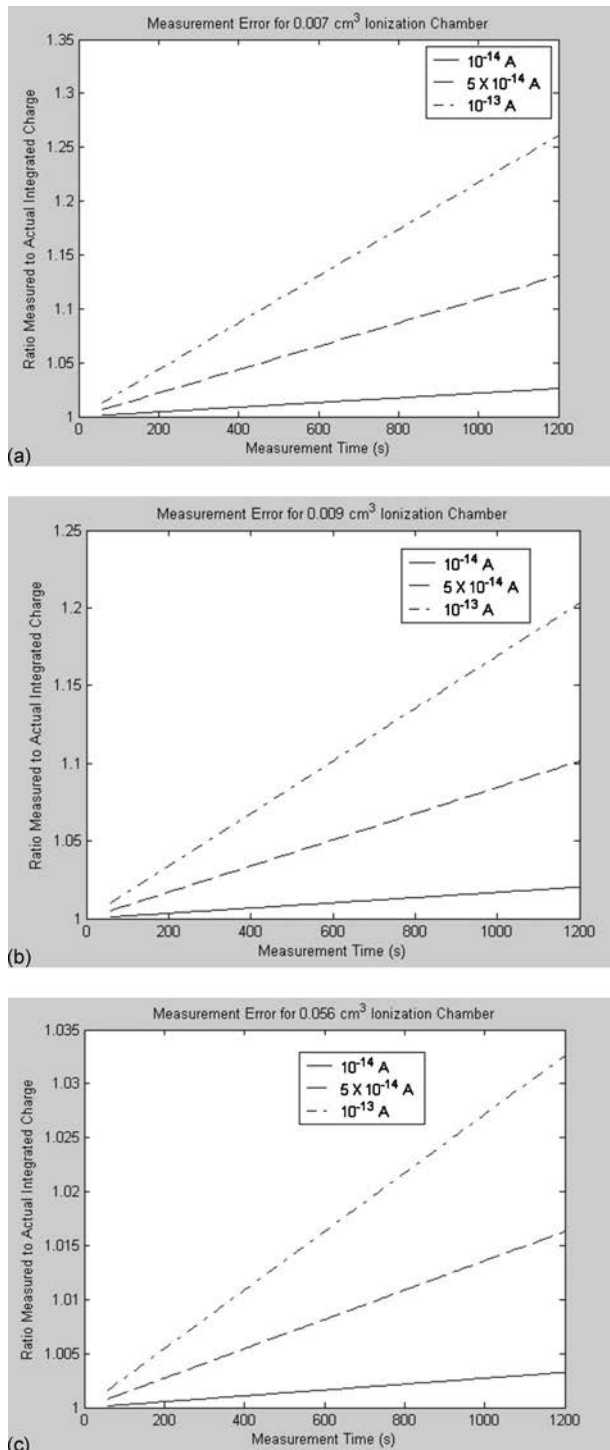 Measurement Error for 0.007 cm³ Ionization Chamber
1.35
1.3
1.25
1.2
1.15
1.1
1.05
1
Ratio Measured to Actual Integrated Charge
10⁻¹⁴ A
5 X 10⁻¹⁴ A
10⁻¹³ A
0 200 400 600 800 1000 1200
Measurement Time (s)
(a)
Measurement Error for 0.009 cm³ Ionization Chamber
1.25
1.2
1.15
1.1
1.05
1
Ratio Measured to Actual Integrated Charge
10⁻¹⁴ A
5 X 10⁻¹⁴ A
10⁻¹³ A
0 200 400 600 800 1000 1200
Measurement Time (s)
(b)
Measurement Error for 0.056 cm³ Ionization Chamber
1.035
1.03
1.025
1.02
1.015
1.01
1.005
1
Ratio Measured to Actual Integrated Charge
10⁻¹⁴ A
5 X 10⁻¹⁴ A
10⁻¹³ A
0 200 400 600 800 1000 1200
Measurement Time (s)
(c)